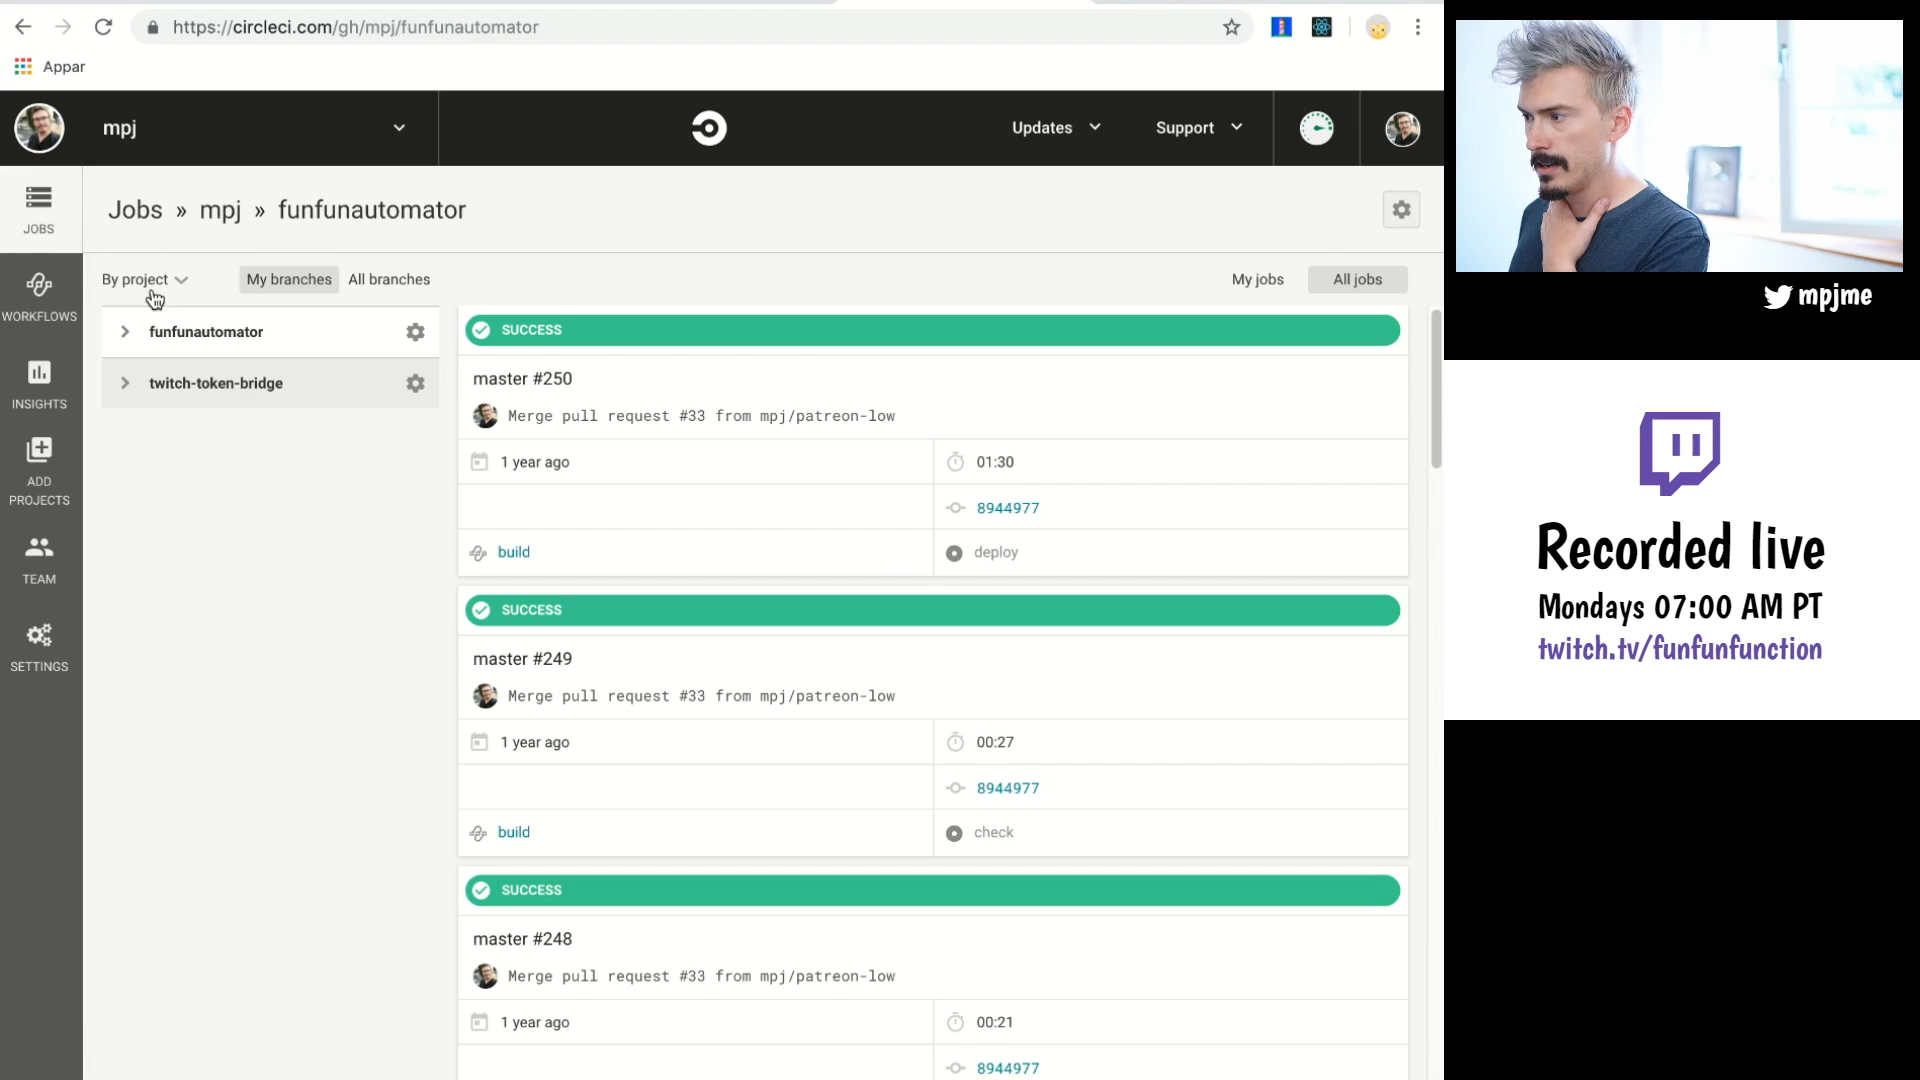 https://circleci.com/gh/mpj/funfunautomator
Appar
mpj
Updates
Support
JOBS
WORKFLOWS
INSIGHTS
ADD
PROJECTS
TEAM
SETTINGS
Jobs » mpj » funfunautomator
By project
My branches
All branches
My jobs
All jobs
funfunautomator
twitch-token-bridge
SUCCESS
master #250
Merge pull request #33 from mpj/patreon-low
1 year ago
01:30
8944977
build
deploy
SUCCESS
master #249
Merge pull request #33 from mpj/patreon-low
1 year ago
00:27
8944977
build
check
SUCCESS
master #248
Merge pull request #33 from mpj/patreon-low
1 year ago
00:21
8944977
mpjme
Recorded live
Mondays 07:00 AM PT
twitch.tv/funfunfunction